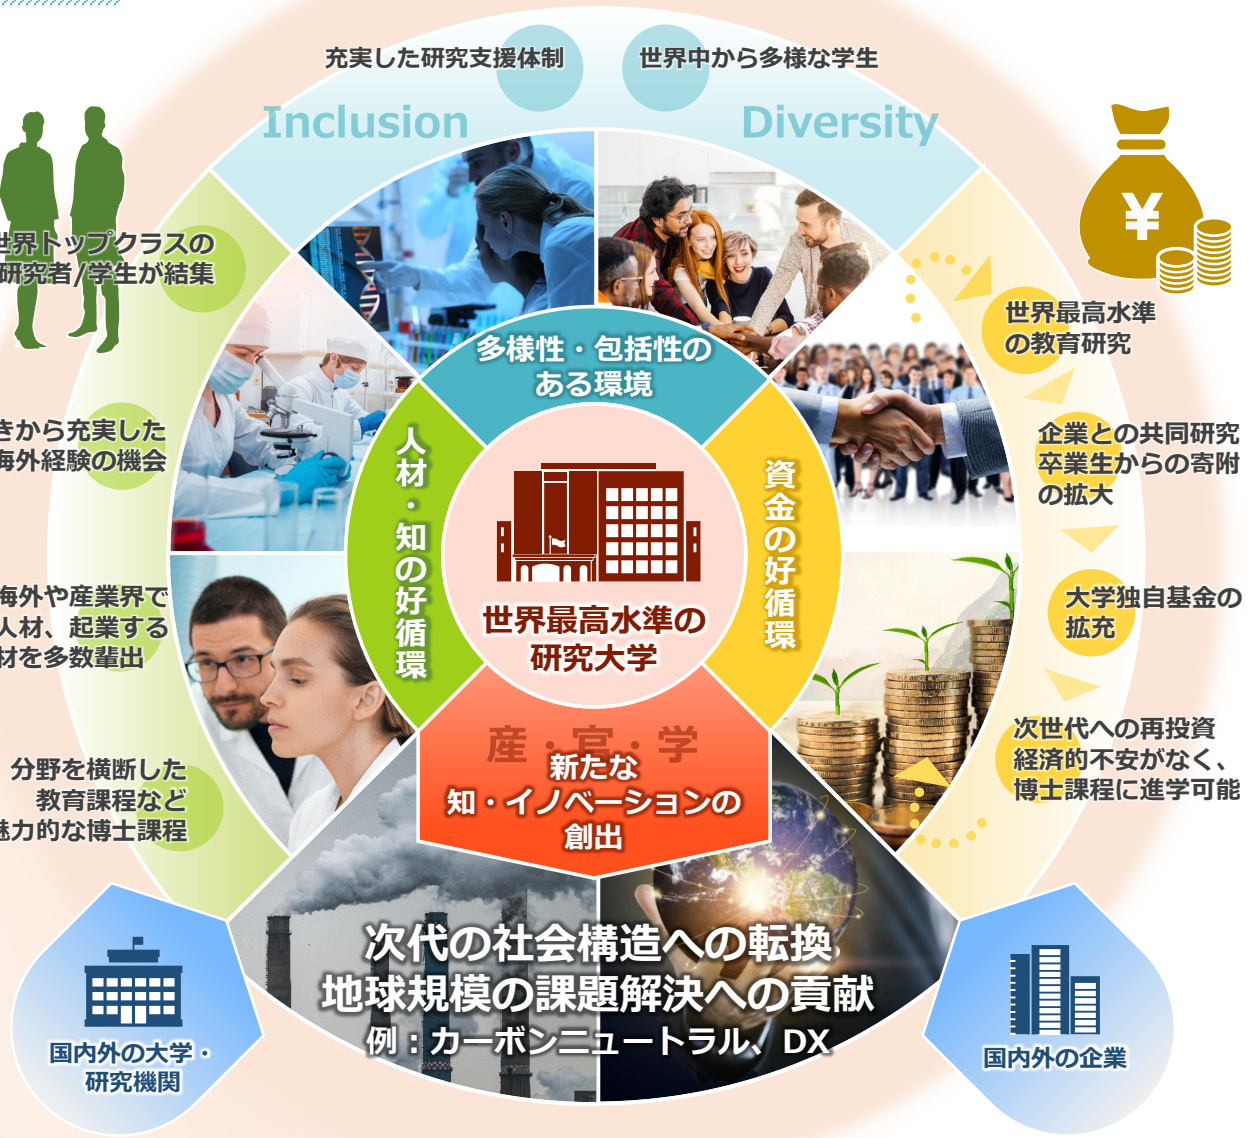 充実した研究支援体制
世界中から多様な学生
Inclusion
Diversity
世界トップクラスの
研究者/学生が結集
きから充実した
海外経験の機会
海外や産業界で
人材、起業する
材を多数輩出
分野を横断した
教育課程など
魅力的な博士課程
多様性・包括性の
ある環境
人材・知の好循環
資金の好循環
世界最高水準の
研究大学
産・官・学
新たな
知・イノベーションの
創出
¥
世界最高水準
の教育研究
企業との共同研究
卒業生からの寄附
の拡大
大学独自基金の
拡充
次世代への再投資
経済的不安がなく、
博士課程に進学可能
次代の社会構造への転換
地球規模の課題解決への貢献
例：カーボンニュートラル、DX
国内外の大学・
研究機関
国内外の企業